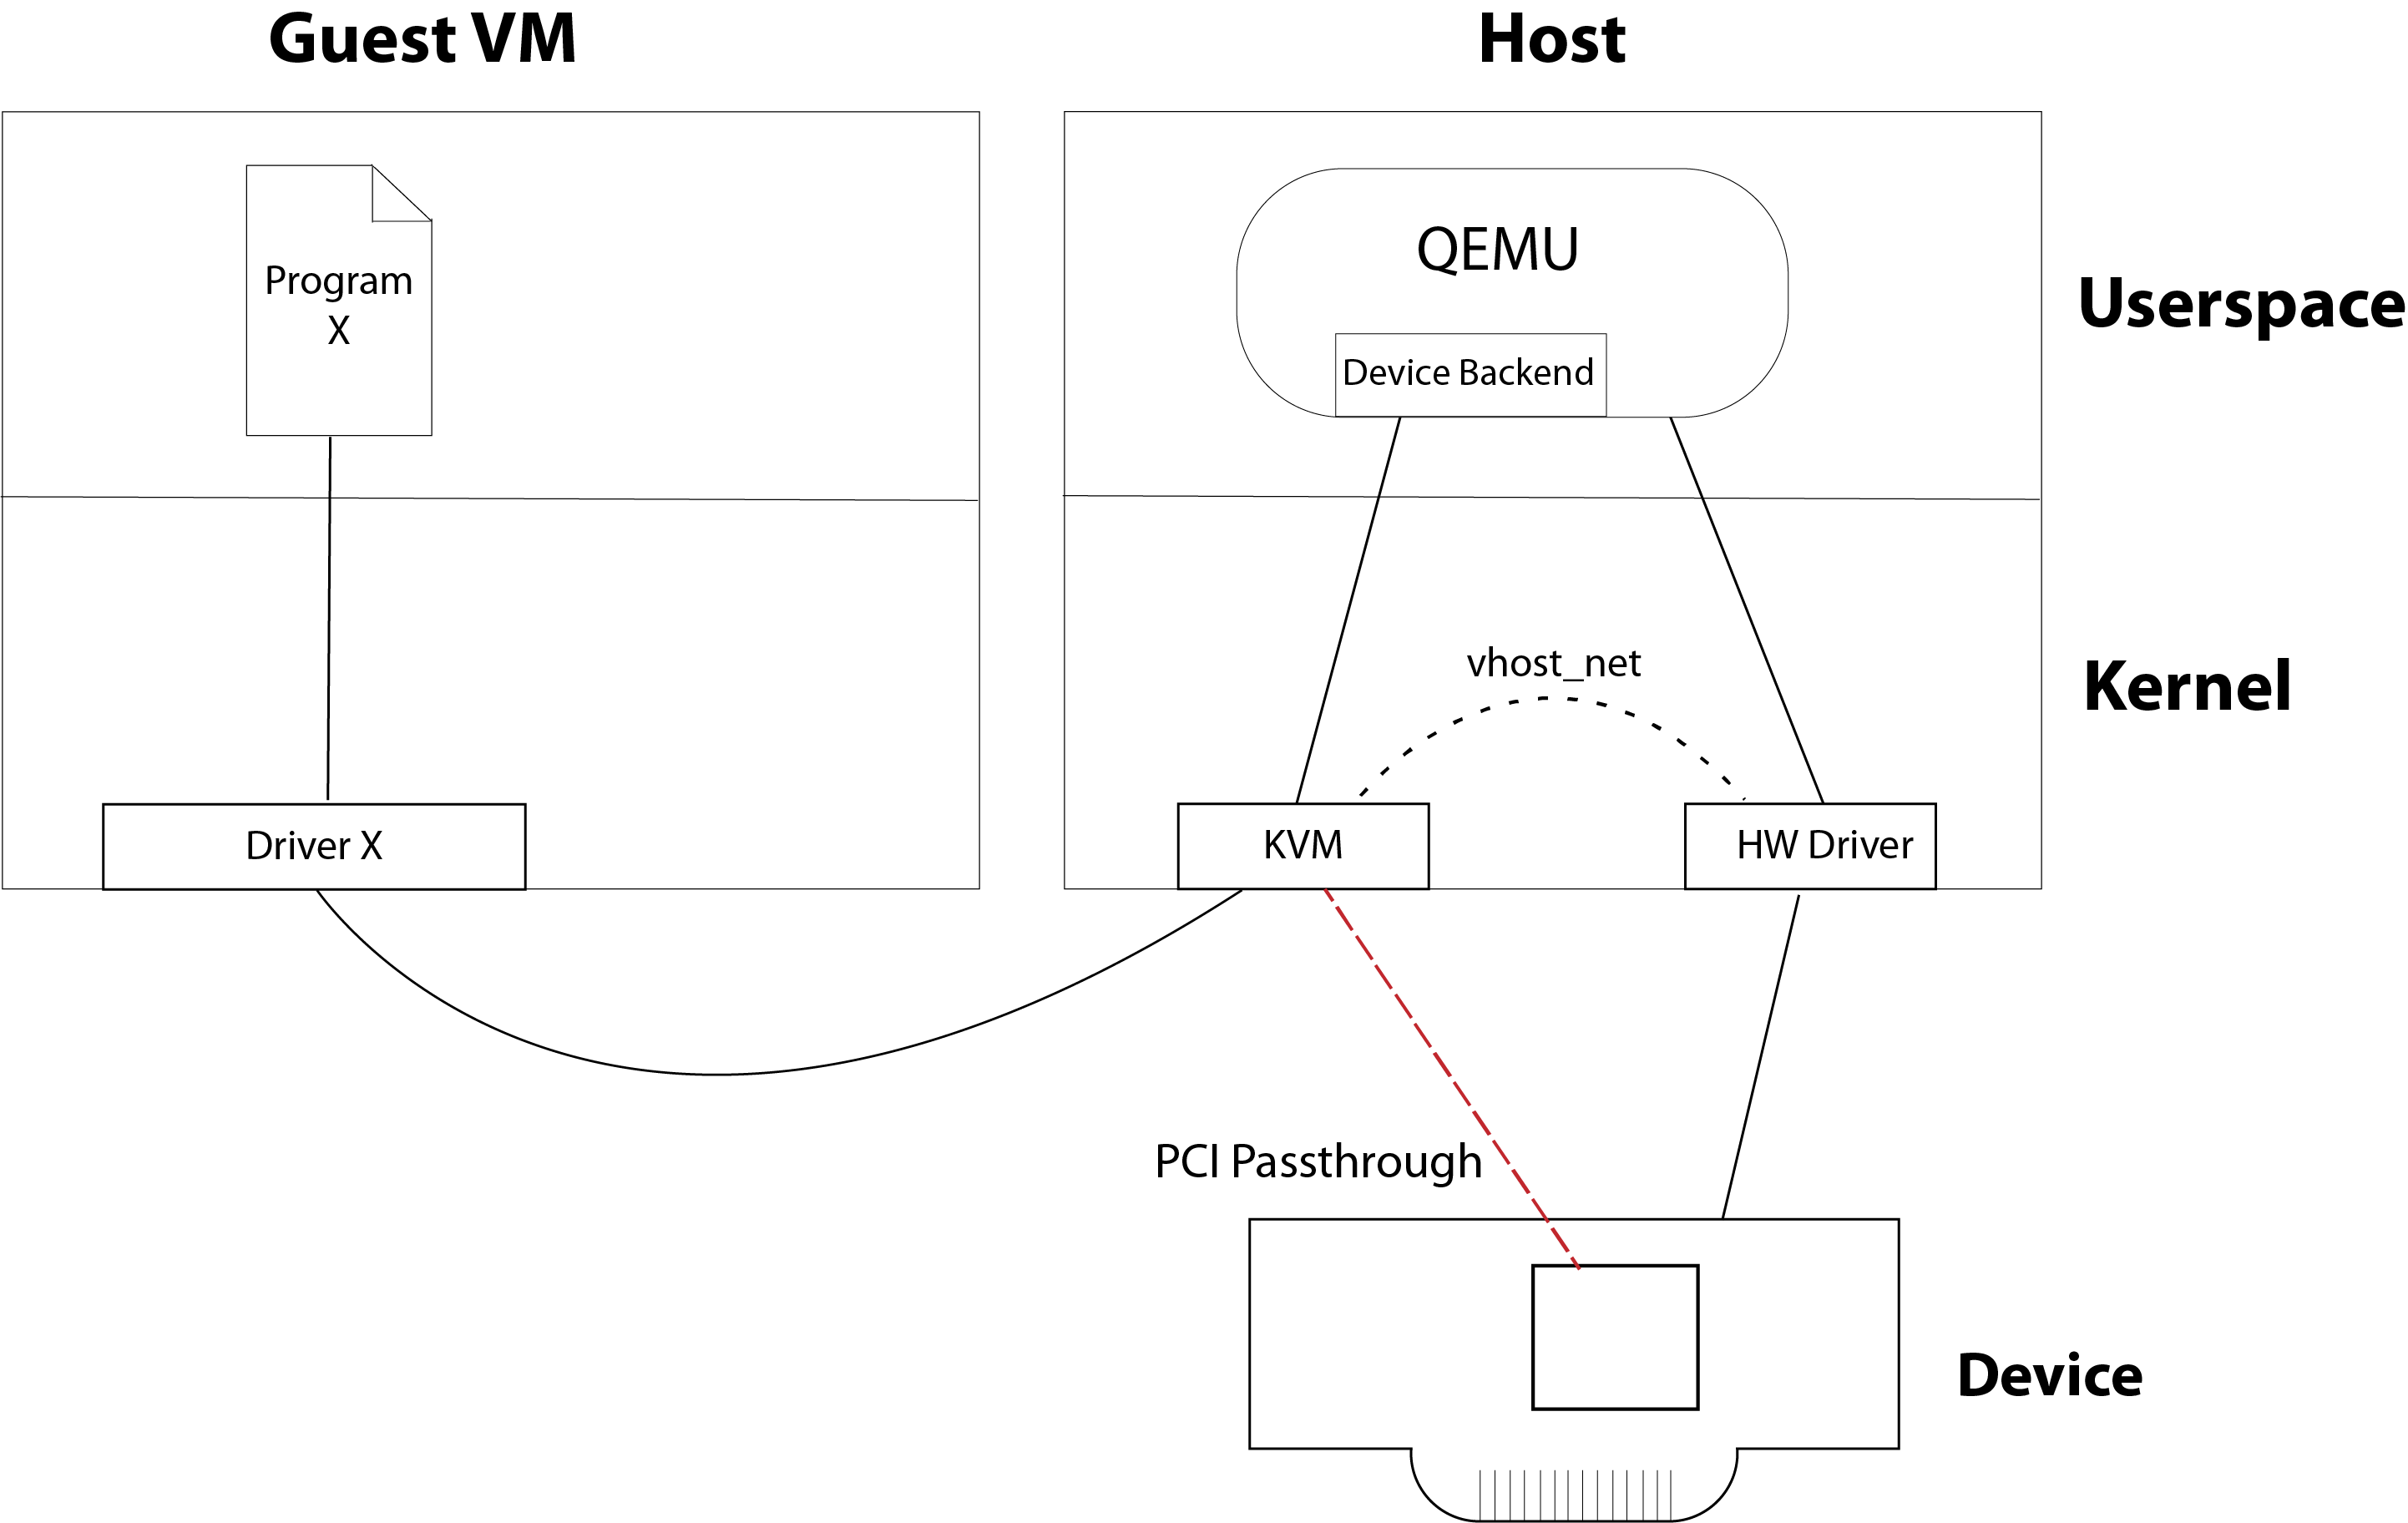 Guest VM
Host
Program
X
QEMU
Device Backend
Userspace
vhost_net
Kernel
Driver X
KVM
HW Driver
PCI Passthrough
Device